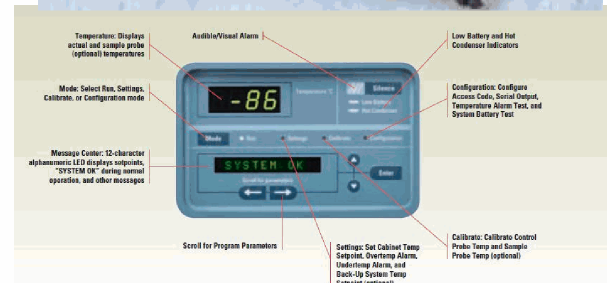 Temperature: Displays
actual and sample probe
(optional) temperatures
Audible/Visual Alarm
Low Battery and Hot
Condenser Indicators
Mode: Select Run, Settings,
Calibrate, or Configuration mode
Configuration: Configure
Access Code, Serial Output,
Temperature Alarm Test, and
System Battery Test
-86
Temperature °C
Silence
Low Battery
Hot Condenser
Mode
Run
Settings
Calibrate
Configuration
Message Center: 12-character
alphanumeric LED displays setpoints,
"SYSTEM OK" during normal
operation, and other messages
SYSTEM OK
Scroll for parameters
Enter
Scroll for Program Parameters
Settings: Set Cabinet Temp
Setpoint, Overtemp Alarm,
Undertemp Alarm, and
Back-Up System Temp
Setpoint (optional)
Calibrate: Calibrate Control
Probe Temp and Sample
Probe Temp (optional)